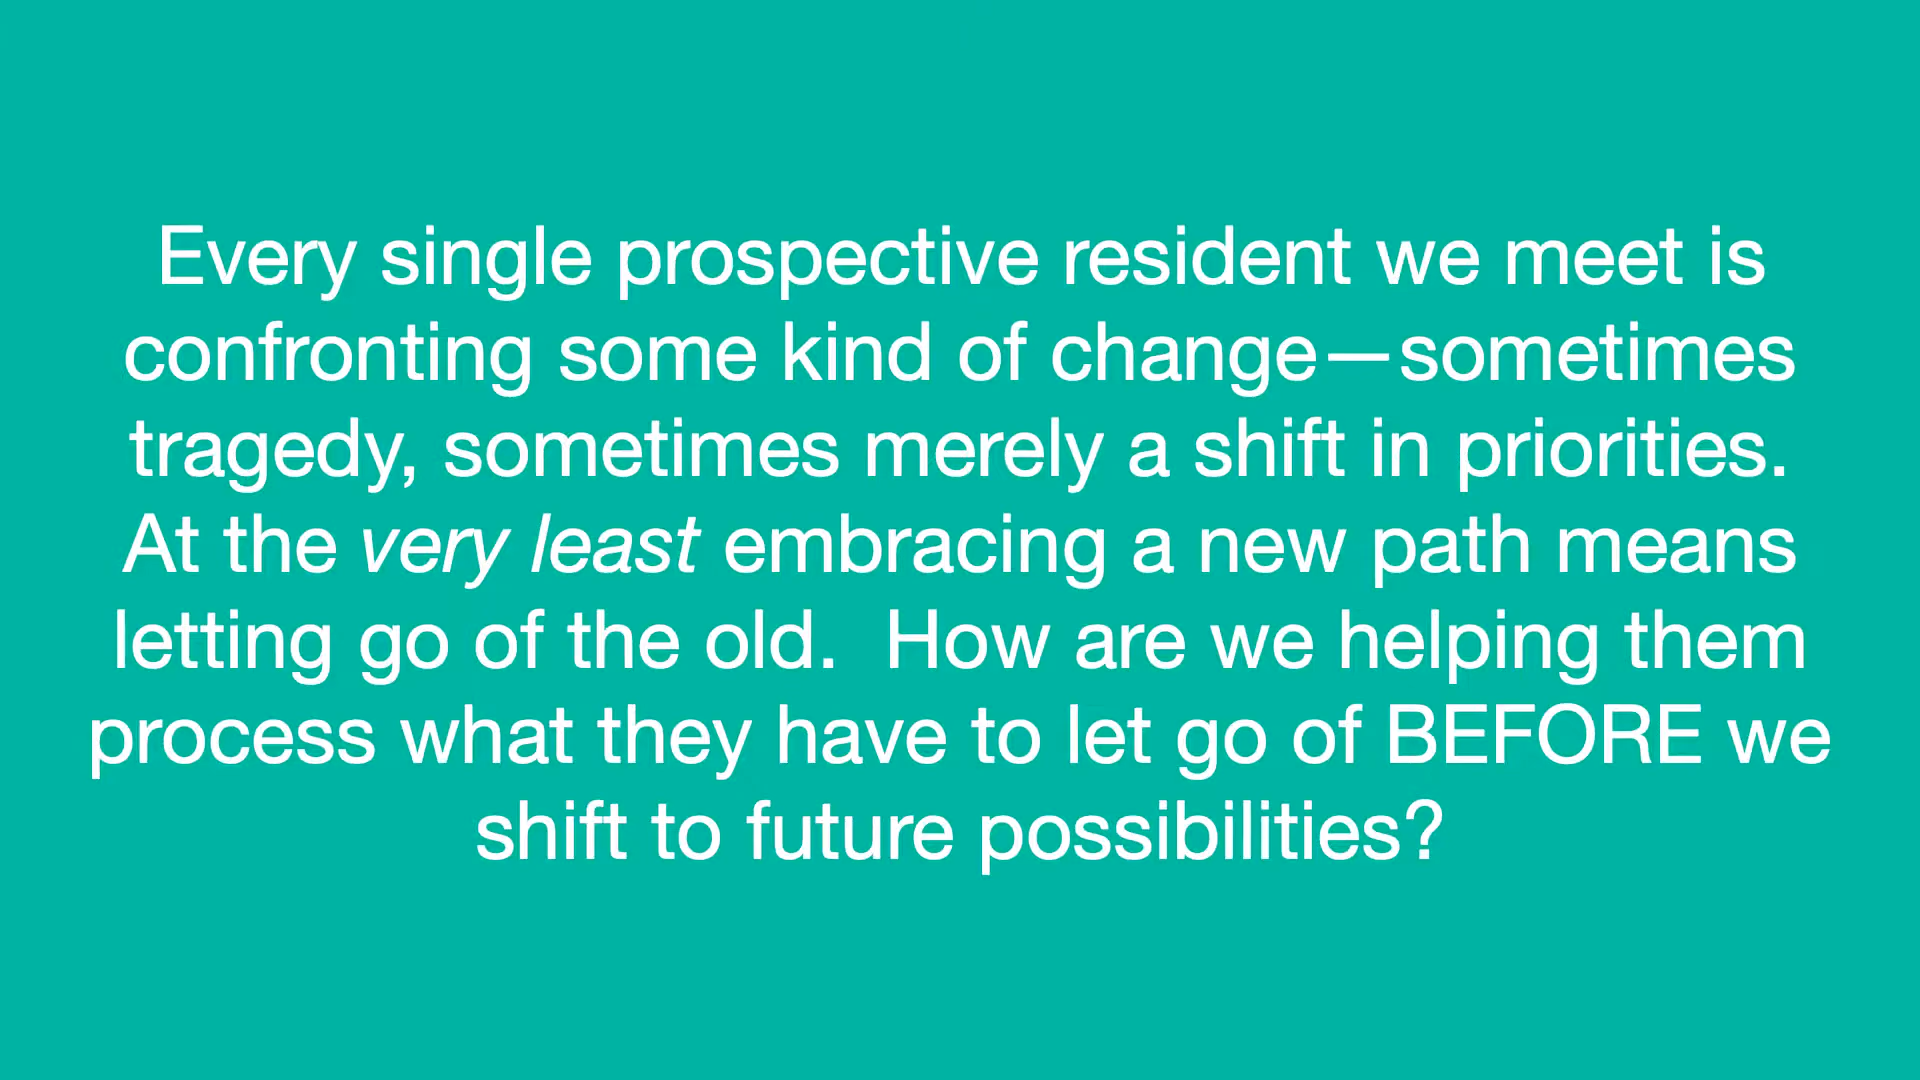 Every single prospective resident we meet is
confronting some kind of change—sometimes
tragedy, sometimes merely a shift in priorities.
At the very least embracing a new path means
letting go of the old.  How are we helping them
process what they have to let go of BEFORE we
shift to future possibilities?